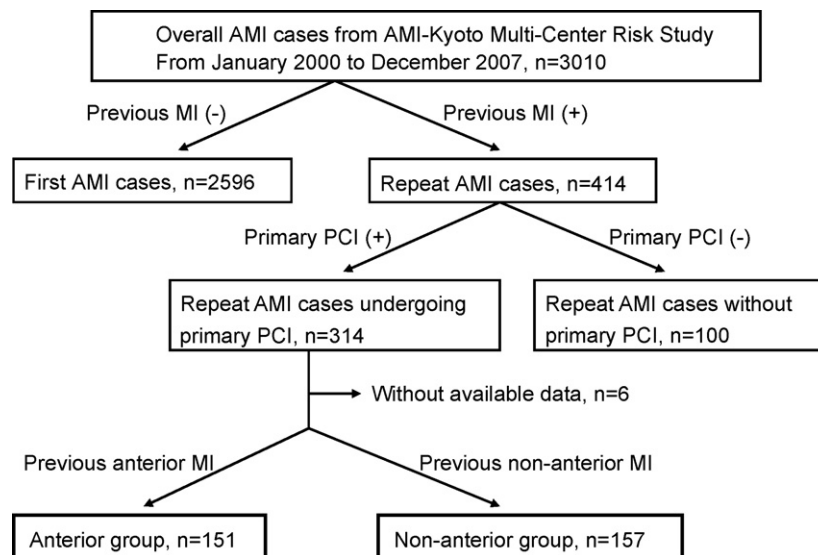 Overall AMI cases from AMI-Kyoto Multi-Center Risk Study
From January 2000 to December 2007, n=3010
Previous MI (-)
Previous MI (+)
First AMI cases, n=2596
Repeat AMI cases, n=414
Primary PCI (+)
Primary PCI (-)
Repeat AMI cases undergoing
primary PCI, n=314
Repeat AMI cases without
primary PCI, n=100
Without available data, n=6
Previous anterior MI
Previous non-anterior MI
Anterior group, n=151
Non-anterior group, n=157